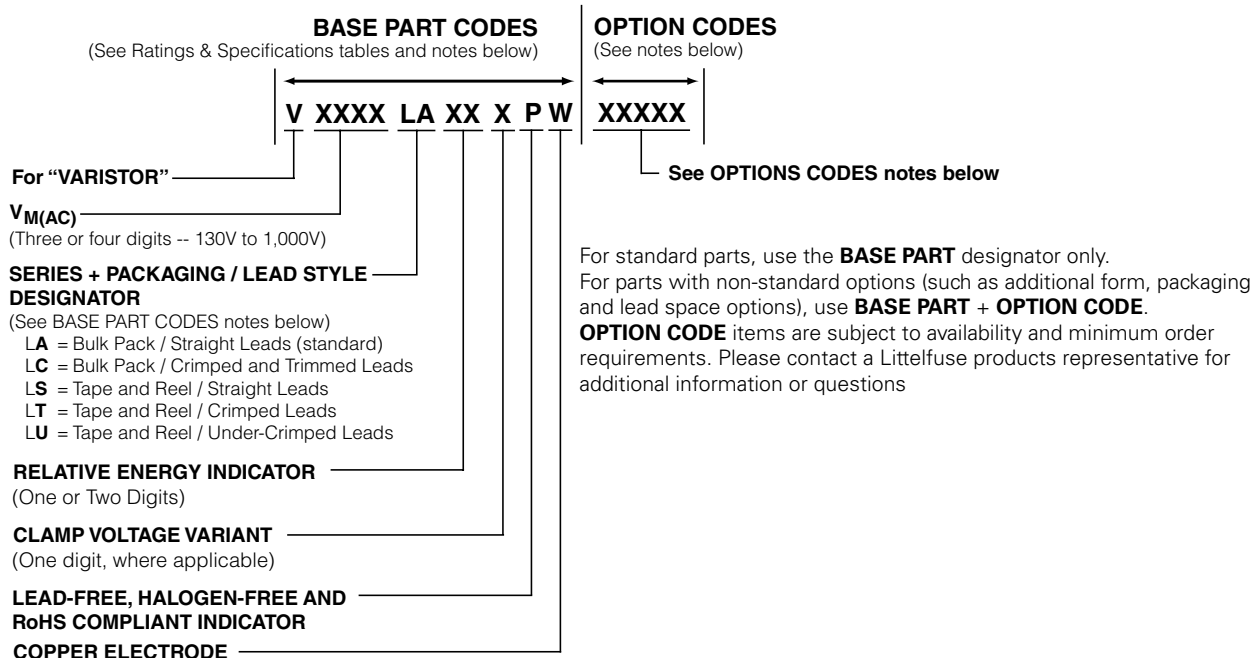 BASE PART CODES
(See Ratings & Specifications tables and notes below)
OPTION CODES
(See notes below)
V XXXX LA XX X P W XXXXX
For “VARISTOR”
See OPTIONS CODES notes below
VM(AC)
(Three or four digits -- 130V to 1,000V)
SERIES + PACKAGING / LEAD STYLE
DESIGNATOR
(See BASE PART CODES notes below)
LA = Bulk Pack / Straight Leads (standard)
LC = Bulk Pack / Crimped and Trimmed Leads
LS = Tape and Reel / Straight Leads
LT = Tape and Reel / Crimped Leads
LU = Tape and Reel / Under-Crimped Leads
For standard parts, use the BASE PART designator only.
For parts with non-standard options (such as additional form, packaging
and lead space options), use BASE PART + OPTION CODE.
OPTION CODE items are subject to availability and minimum order
requirements. Please contact a Littelfuse products representative for
additional information or questions
RELATIVE ENERGY INDICATOR
(One or Two Digits)
CLAMP VOLTAGE VARIANT
(One digit, where applicable)
LEAD-FREE, HALOGEN-FREE AND
RoHS COMPLIANT INDICATOR
COPPER ELECTRODE